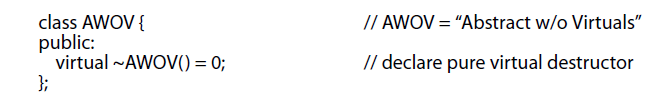 class AWOV { // AWOV = “Abstract w/o Virtuals”
public:
virtual ~AWOV() = 0; // declare pure virtual destructor
};